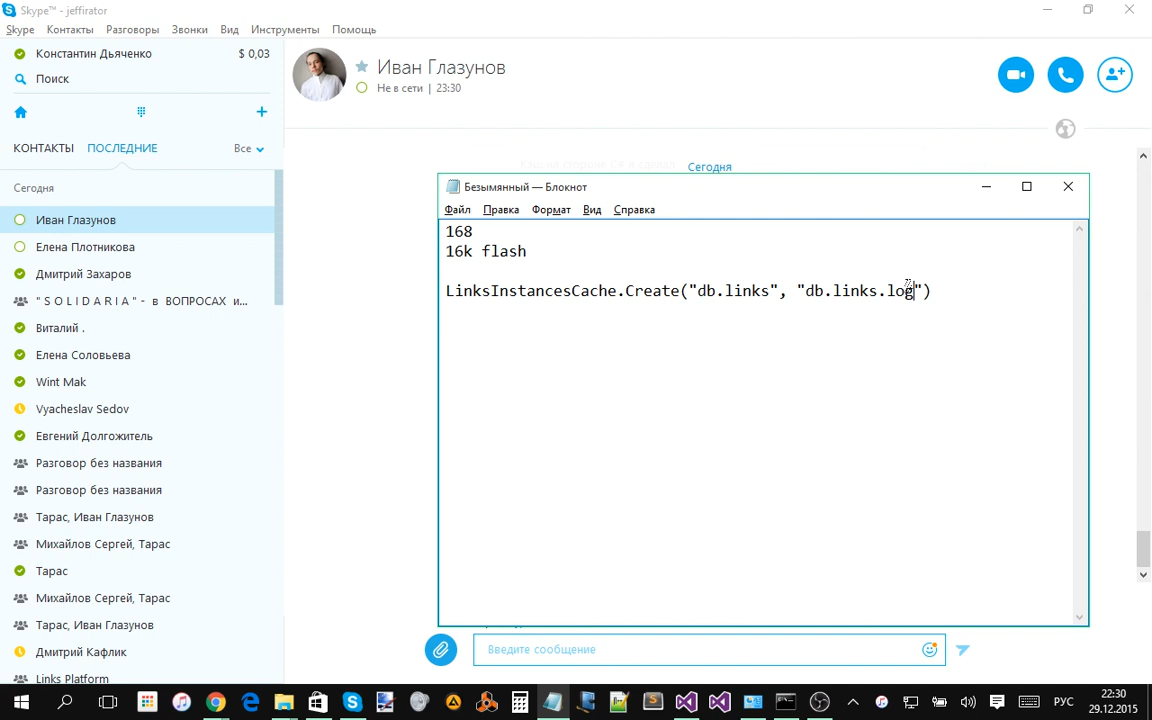 Skype™ - jeffirator
Skype Контакты Разговоры Звонки Вид Инструменты Помощь
Константин Дьяченко $ 0,03
Поиск
КОНТАКТЫ ПОСЛЕДНИЕ Все
Сегодня
Иван Глазунов
Елена Плотникова
Дмитрий Захаров
"S O L I D A R I A" - в ВОПРОСАХ и...
Виталий .
Елена Соловьева
Wint Mak
Vyacheslav Sedov
Евгений Долгожитель
Разговор без названия
Разговор без названия
Тарас, Иван Глазунов
Михайлов Сергей, Тарас
Тарас
Михайлов Сергей, Тарас
Тарас, Иван Глазунов
Дмитрий Кафлик
Links Platform
Иван Глазунов
Не в сети | 23:30
Сегодня
Безымянный — Блокнот
Файл Правка Формат Вид Справка
168
16k flash
LinksInstancesCache.Create("db.links", "db.links.log")
Введите сообщение
РУС
22:30
29.12.2015